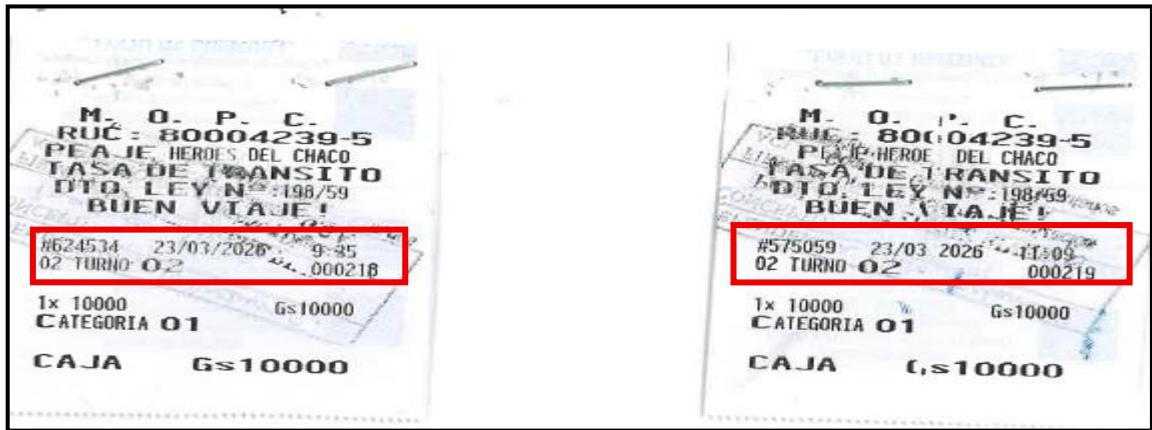 M. O. P. C.
RUC: 80004239-5
PEAJE HEROES DEL CHACO
TASA DE TRANSITO
DTO. LEY Nº:198/59
BUEN VIAJE!
#624534 23/03/2026
02 TURNO 02 000218
1x 10000 Gs10000
CATEGORIA 01
CAJA Gs10000
M. O. P. C.
RUC: 80004239-5
PEAJE HEROE DEL CHACO
TASA DE TRANSITO
DTO. LEY Nº:198/59
BUEN VIAJE!
#575059 23/03 2026 11:09
02 TURNO 02 000219
1x 10000 Gs10000
CATEGORIA 01
CAJA Gs10000